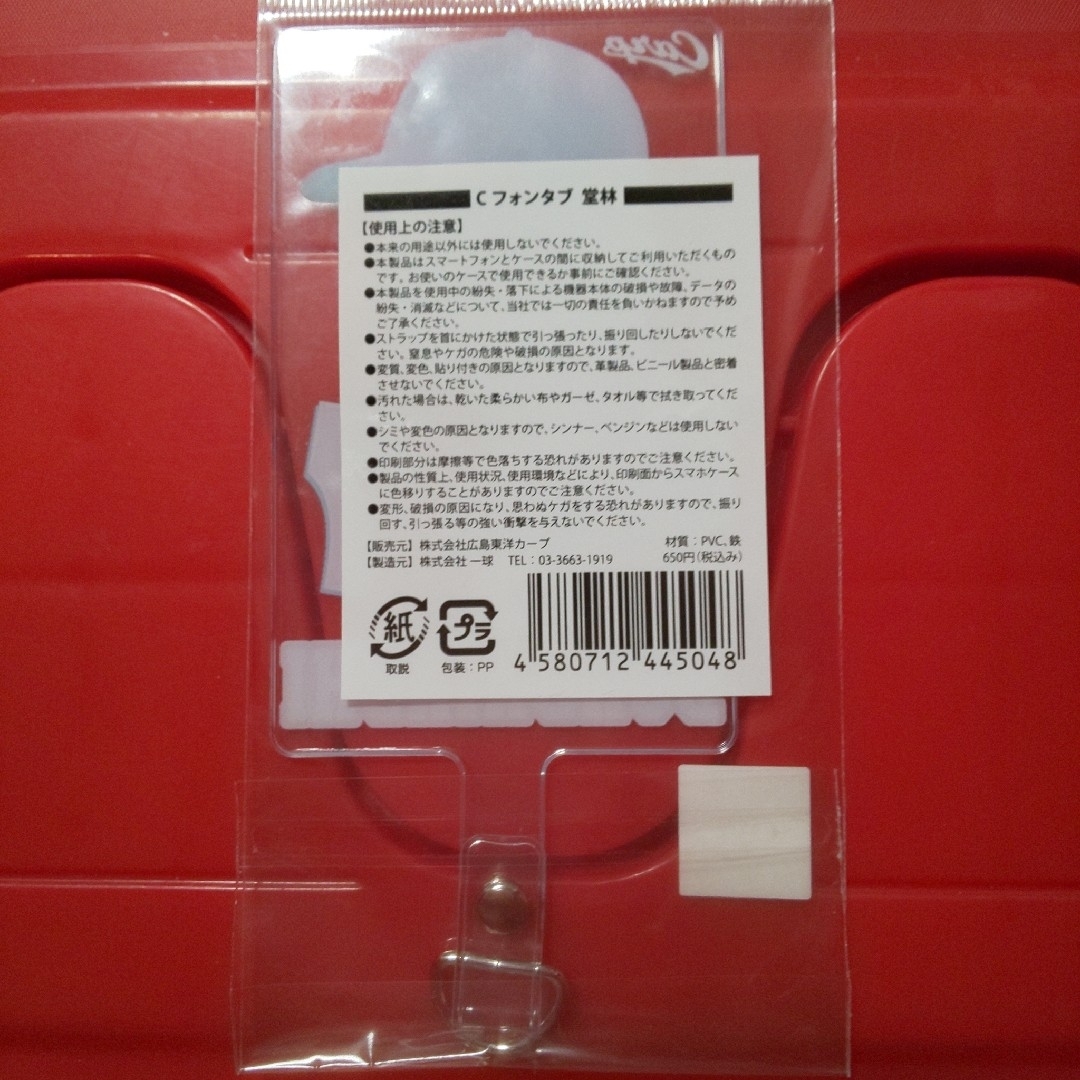 Carp
C フォンタブ 堂林
【使用上の注意】
●本来の用途以外には使用しないでください。
●本製品はスマートフォンとケースの間に収納してご利用いただくもの
です。お使いのケースで使用できるか事前にご確認ください。
●本製品を使用中の紛失・落下による機器本体の破損や故障、データの
紛失・消滅などについて、当社では一切の責任を負いかねますので予め
ご了承ください。
●ストラップを首にかけた状態で引っ張ったり、振り回したりしないでくだ
さい。窒息やケガの危険や破損の原因となります。
●変質、変色、貼り付きの原因となりますので、革製品、ビニール製品と密着
させないでください。
●汚れた場合は、乾いた柔らかい布やガーゼ、タオル等で拭き取ってくだ
さい。
●シミや変色の原因となりますので、シンナー、ベンジンなどは使用しない
でください。
●印刷部分は摩擦等で色落ちする恐れがありますのでご注意ください。
●製品の性質上、使用状況、使用環境などにより、印刷面からスマホケース
に色移りすることがありますのでご注意ください。
●変形、破損の原因になり、思わぬケガをする恐れがありますので、振り
回す、引っ張る等の強い衝撃を与えないでください。
【販売元】株式会社広島東洋カープ 材質：PVC、鉄
【製造元】株式会社一球 TEL：03-3663-1919 650円(税込み)
紙 プラ
取説 包装：PP
4 580712 445048